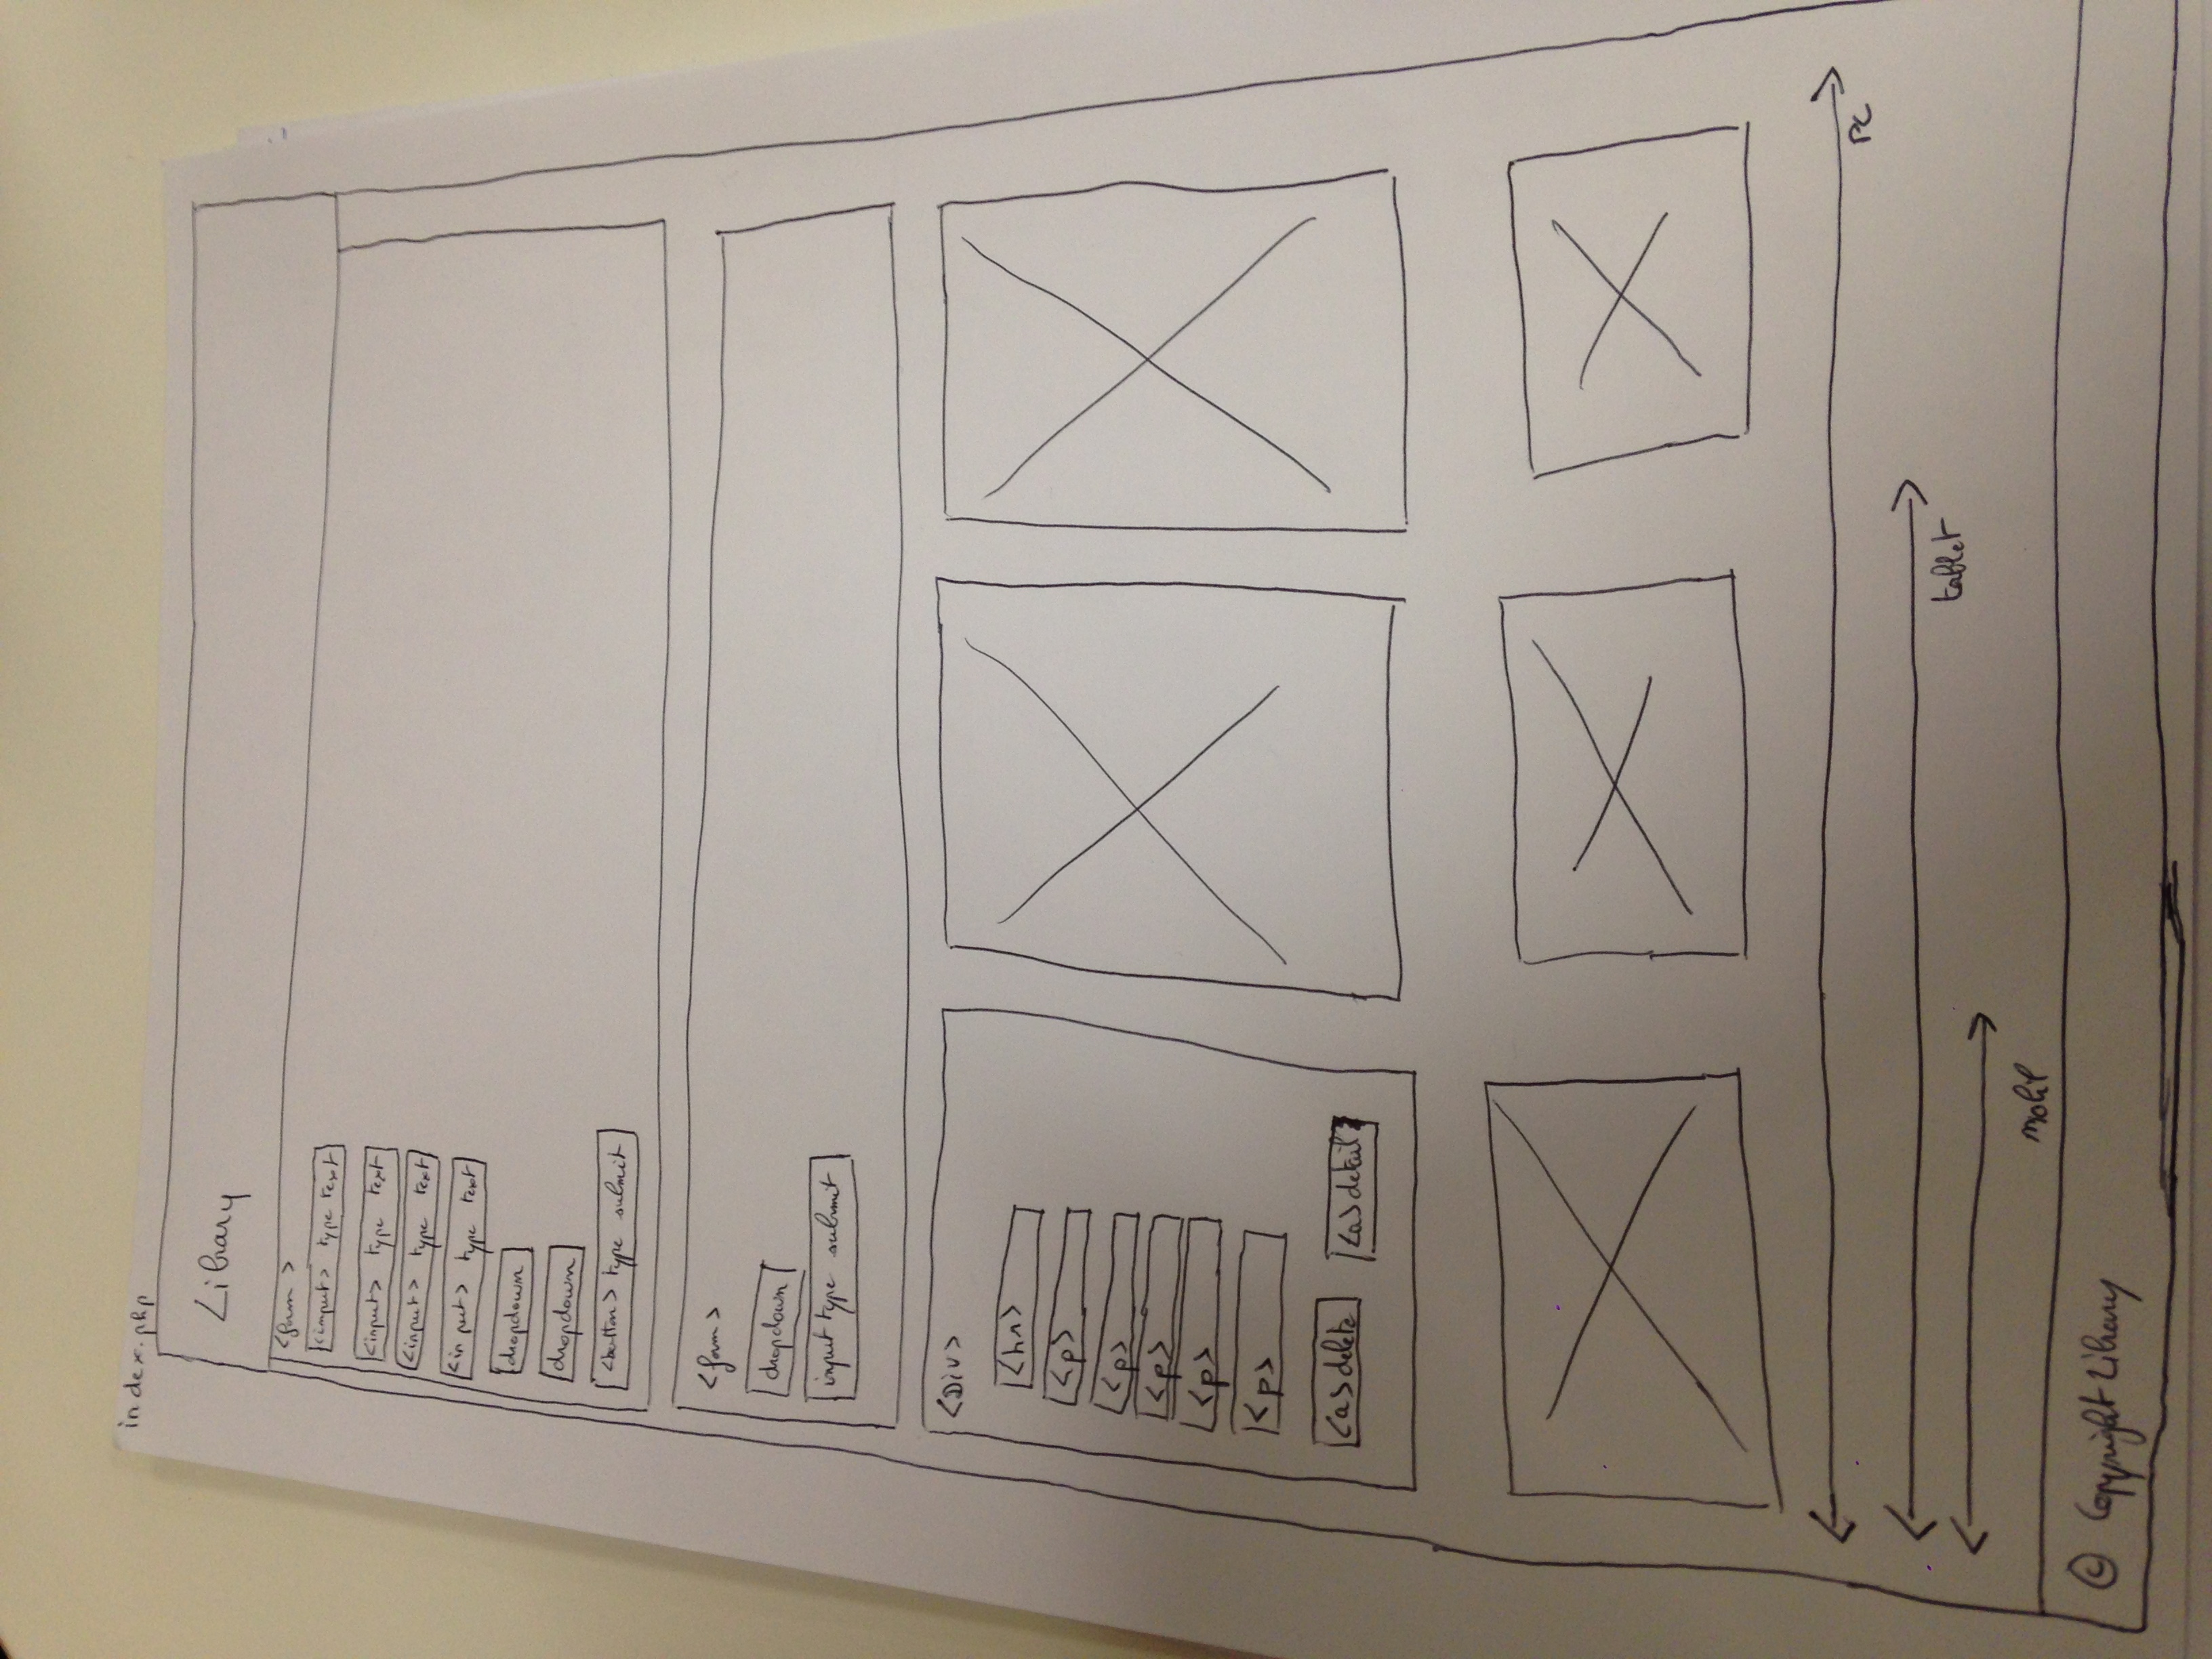 index.php
Library
<form>
<input> type text
<input> type text
<input> type text
<input> type text
dropdown
dropdown
<button> type submit
<form>
dropdown
input type submit
<Div>
<hn>
<p>
<p>
<p>
<p>
<p>
<a> delete <a> detail
PC
tablet
mobil
© Copyright Library